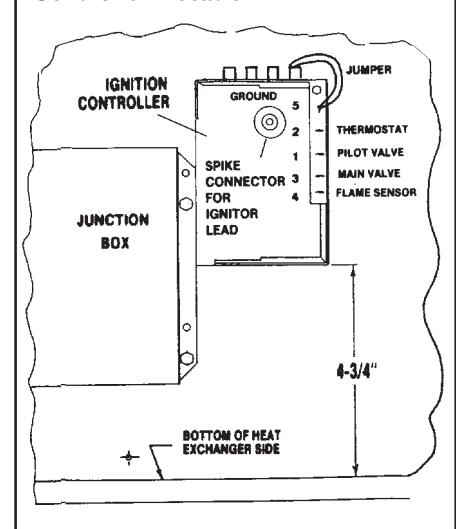 IGNITION
CONTROLLER
GROUND
JUMPER
5
2 THERMOSTAT
1 PILOT VALVE
3 MAIN VALVE
4 FLAME SENSOR
SPIKE
CONNECTOR
FOR
IGNITOR
LEAD
JUNCTION
BOX
4-3/4"
BOTTOM OF HEAT
EXCHANGER SIDE